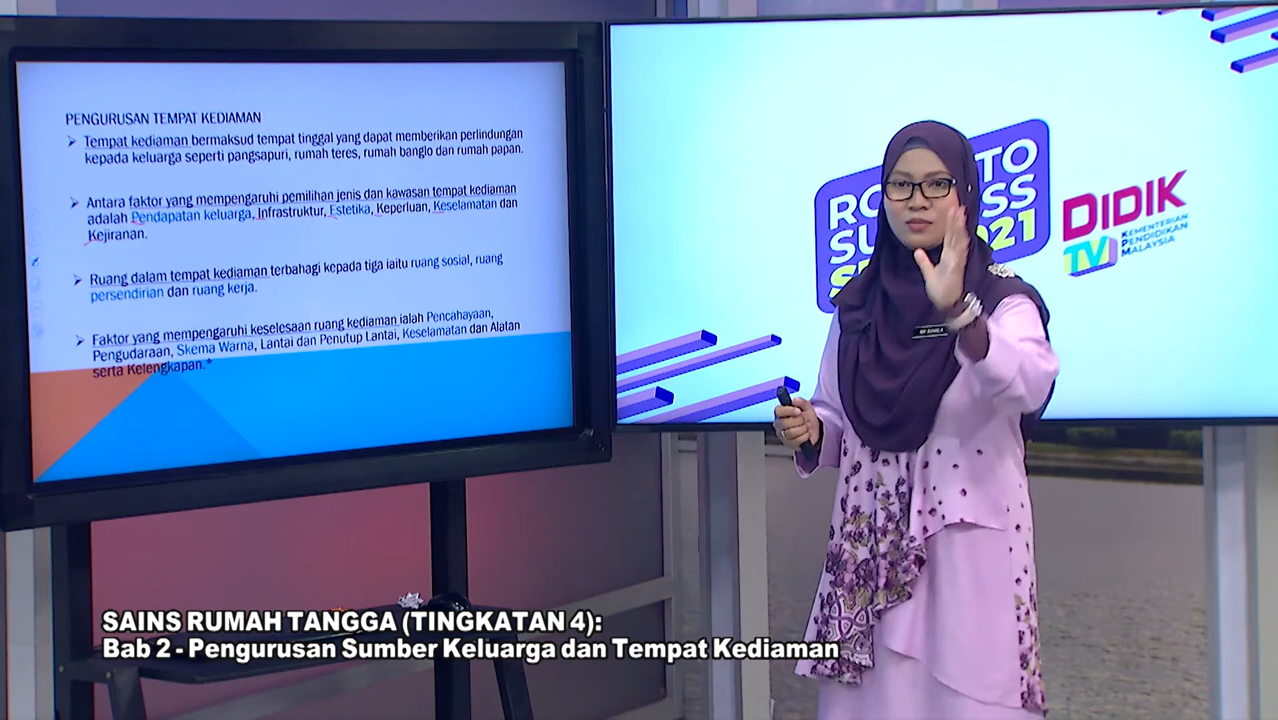 PENGURUSAN TEMPAT KEDIAMAN
➢ Tempat kediaman bermaksud tempat tinggal yang dapat memberikan perlindungan
kepada keluarga seperti pangsapuri, rumah teres, rumah banglo dan rumah papan.
➢ Antara faktor yang mempengaruhi pemilihan jenis dan kawasan tempat kediaman
adalah Pendapatan keluarga, Infrastruktur, Estetika, Keperluan, Keselamatan dan
Kejiranan.
➢ Ruang dalam tempat kediaman terbahagi kepada tiga iaitu ruang sosial, ruang
persendirian dan ruang kerja.
➢ Faktor yang mempengaruhi keselesaan ruang kediaman ialah Pencahayaan,
Pengudaraan, Skema Warna, Lantai dan Penutup Lantai, Keselamatan dan Alatan
serta Kelengkapan.*
DIDIK
TV
KEMENTERIAN
PENDIDIKAN
MALAYSIA
SAINS RUMAH TANGGA (TINGKATAN 4):
Bab 2 - Pengurusan Sumber Keluarga dan Tempat Kediaman